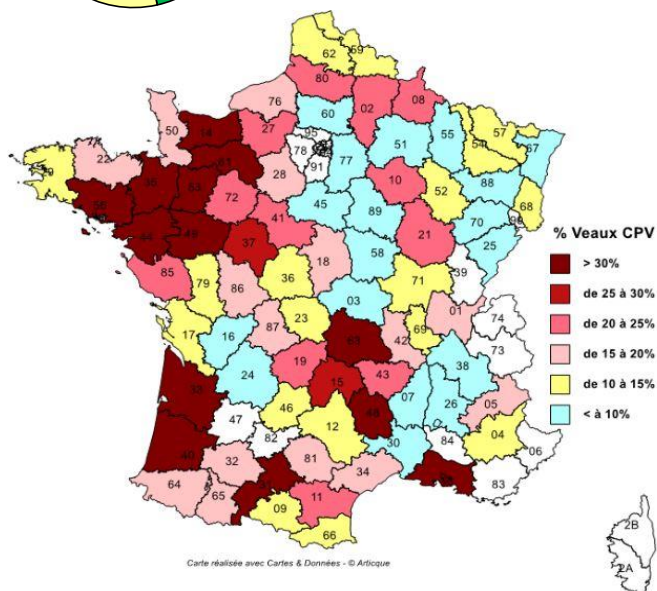 62 59
80
76 02 08
50 14 27 60
95
78 77 51 55 57
54 67
22 61 91
28 10 88
35 53 72 52 68
56 45 89
41 70 90
44 49 37 21 25
18 58
85 36 39
79 86 71
03
23 01 74
17 16 87 69
63 42 73
24 19 38
33 15 43
07 26 05
46 48
47 12
82 30 04
40 84 06
32 81
34 83
64 31
65 11
09
66
2B
2A
% Veaux CPV
> 30%
de 25 à 30%
de 20 à 25%
de 15 à 20%
de 10 à 15%
< à 10%
Carte réalisée avec Cartes & Données - © Articque